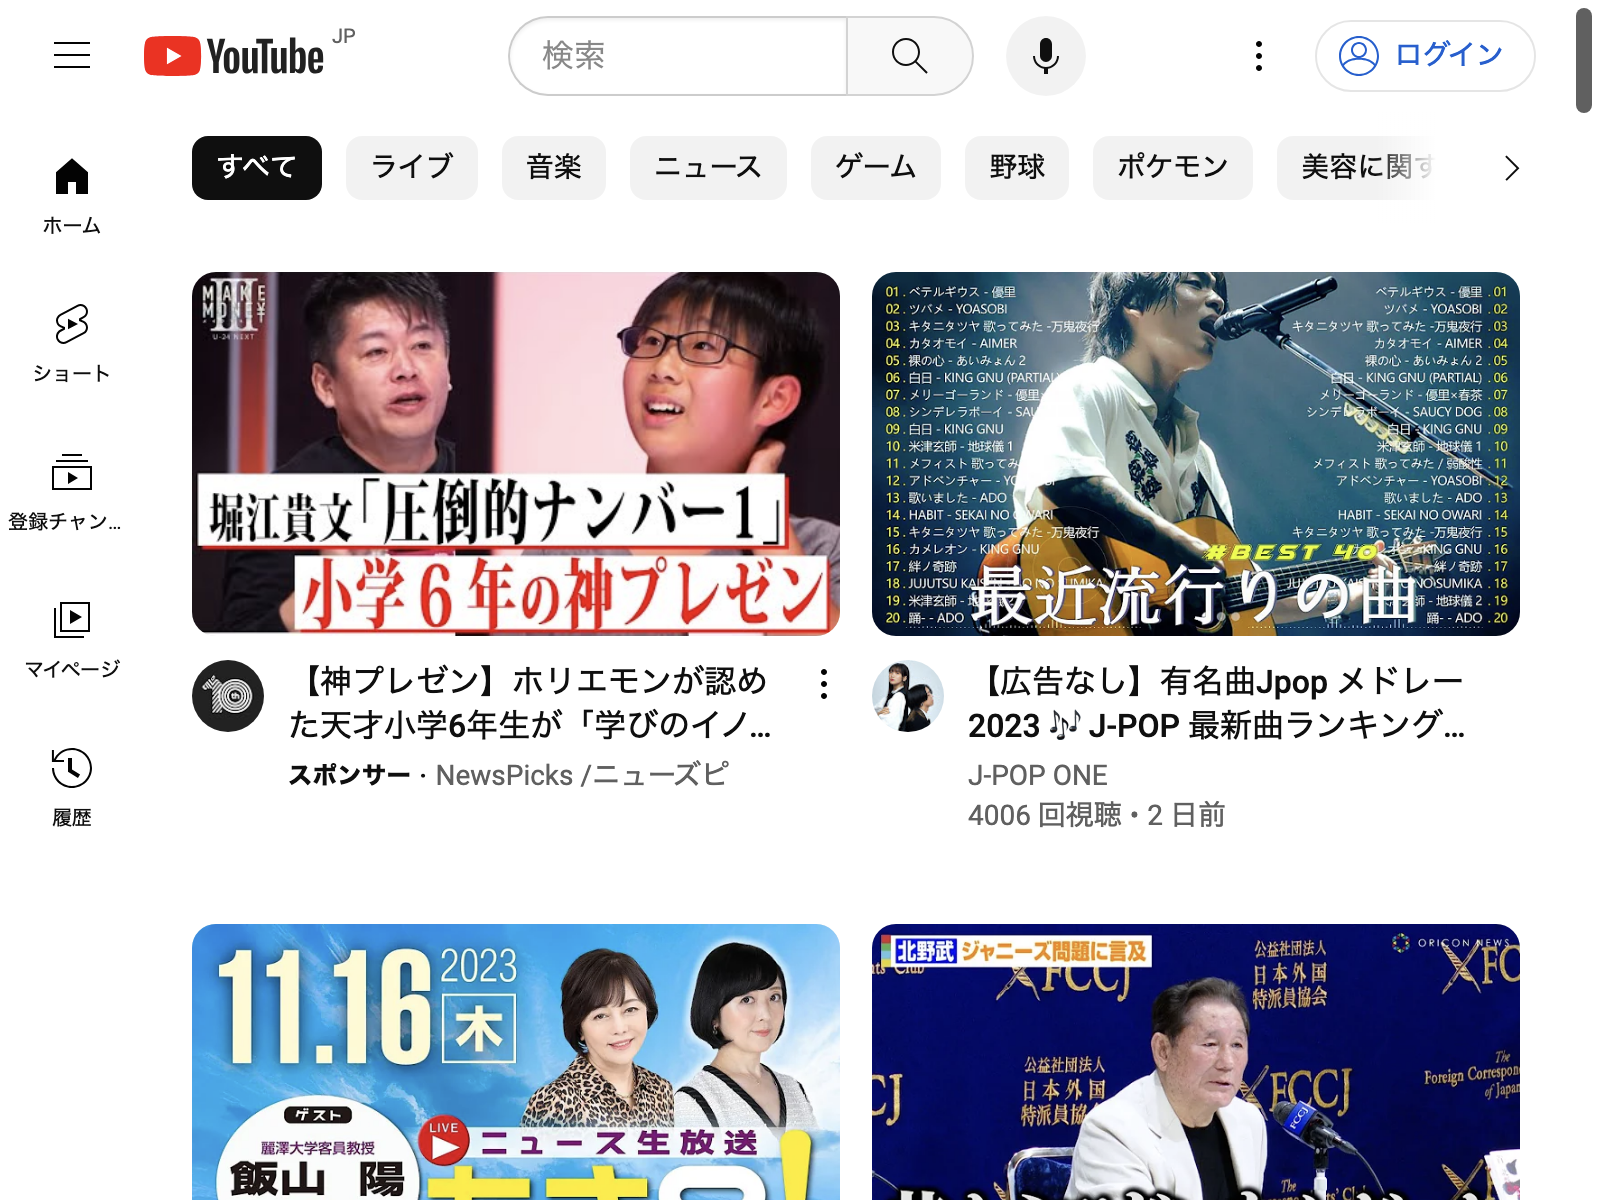 YouTube JP
検索
ログイン
すべて
ライブ
音楽
ニュース
ゲーム
野球
ポケモン
美容に関す
ホーム
ショート
登録チャン...
マイページ
履歴
MAKE MONEY III
U-24 NEXT
堀江貴文「圧倒的ナンバー1」
小学6年の神プレゼン
10th
【神プレゼン】ホリエモンが認め
た天才小学6年生が「学びのイノ...
スポンサー · NewsPicks /ニューズピ
01 . ベテルギウス - 優里
02 . ツバメ - YOASOBI
03 . キタニタツヤ 歌ってみた -万鬼夜行
04 . カタオモイ - AIMER
05 . 裸の心 - あいみょん 2
06 . 白日 - KING GNU (PARTIAL)
07 . メリーゴーランド - 優里
08 . シンデレラボーイ - SAU
09 . 白日 - KING GNU
10 . 米津玄師 - 地球儀 1
11 . メフィスト 歌ってみ
12 . アドベンチャー - YOASOBI
13 . 歌いました - ADO
14 . HABIT - SEKAI NO OWARI
15 . キタニタツヤ 歌ってみた -万鬼夜行
16 . カメレオン - KING GNU
17 . 絆ノ奇跡
18 . JUJUTSU KAIS
19 . 米津玄師 - 地
20 . 踊- - ADO
ベテルギウス - 優里 . 01
ツバメ - YOASOBI . 02
キタニタツヤ 歌ってみた -万鬼夜行 . 03
カタオモイ - AIMER . 04
裸の心 - あいみょん 2 . 05
白日 - KING GNU (PARTIAL) . 06
メリーゴーランド - 優里×春茶 . 07
シンデレラボーイ - SAUCY DOG . 08
白日 - KING GNU . 09
米津玄師 - 地球儀 1 . 10
メフィスト 歌ってみた / 弱酸性 . 11
アドベンチャー - YOASOBI . 12
歌いました - ADO . 13
HABIT - SEKAI NO OWARI . 14
キタニタツヤ 歌ってみた -万鬼夜行 . 15
KING GNU . 16
絆ノ奇跡 . 17
NO\SUMIKA . 18
地球儀 2 . 19
踊- - ADO . 20
#BEST 40
最近流行りの曲
【広告なし】有名曲Jpop メドレー
2023 🎶 J-POP 最新曲ランキング...
J-POP ONE
4006 回視聴 • 2 日前
11.16 2023
木
ゲスト
麗澤大学客員教授
飯山 陽
LIVE
ニュース生放送
北野武 ジャニーズ問題に言及
ORICON NEWS
FCCJ
公益社団法人
日本外国
特派員協会
FCCJ
公益社団法人
日本外国
特派員協会
FCCJ
The
Foreign Correspon
of Japan
FCCJ